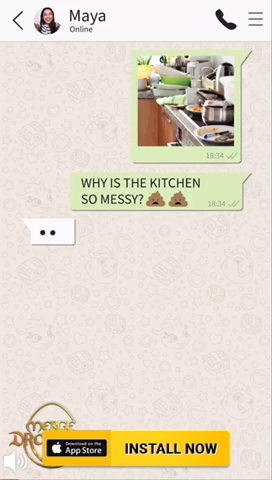 Maya
Online
18:34
WHY IS THE KITCHEN
SO MESSY?💩💩
18:34
MERGE
Download on the
App Store
INSTALL NOW